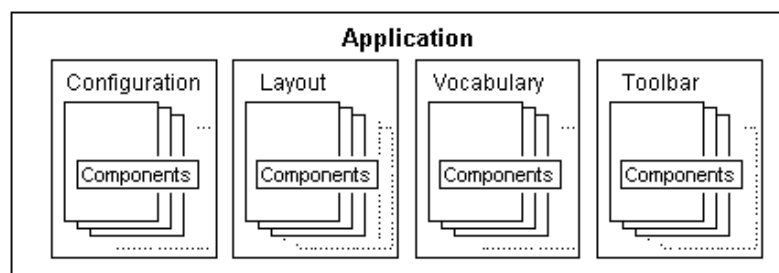 Application
Configuration
Layout
Vocabulary
Toolbar
Components
Components
Components
Components